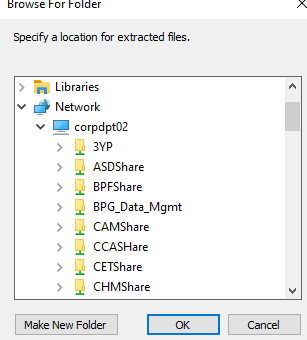 Browse For Folder
Specify a location for extracted files.
Libraries
Network
corpdpt02
3YP
ASDShare
BPFShare
BPG_Data_Mgmt
CAMShare
CCASHare
CETShare
CHMShare
Make New Folder
OK
Cancel